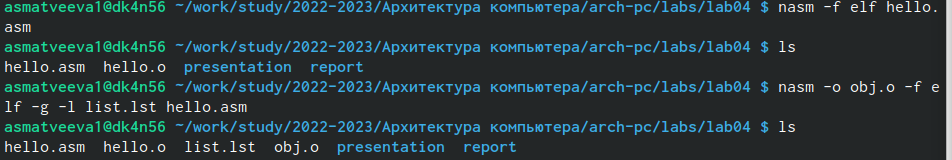 asmatveeva1@dk4n56 ~/work/study/2022-2023/Архитектура компьютера/arch-pc/labs/lab04 $ nasm -f elf hello.
asm
asmatveeva1@dk4n56 ~/work/study/2022-2023/Архитектура компьютера/arch-pc/labs/lab04 $ ls
hello.asm  hello.o  presentation  report
asmatveeva1@dk4n56 ~/work/study/2022-2023/Архитектура компьютера/arch-pc/labs/lab04 $ nasm -o obj.o -f e
lf -g -l list.lst hello.asm
asmatveeva1@dk4n56 ~/work/study/2022-2023/Архитектура компьютера/arch-pc/labs/lab04 $ ls
hello.asm  hello.o  list.lst  obj.o  presentation  report